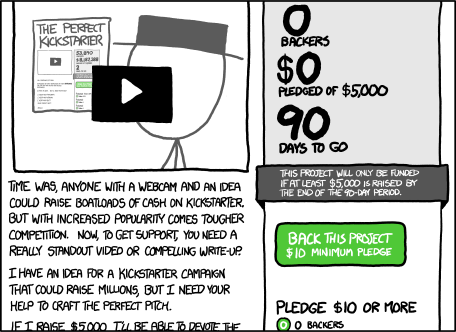 THE PERFECT
KICKSTARTER
TIME WAS, ANYONE WITH A WEBCAM AND AN IDEA
COULD RAISE BOATLOADS OF CASH ON KICKSTARTER.
BUT WITH INCREASED POPULARITY COMES TOUGHER
COMPETITION. NOW, TO GET SUPPORT, YOU NEED A
REALLY STANDOUT VIDEO OR COMPELLING WRITE-UP.
I HAVE AN IDEA FOR A KICKSTARTER CAMPAIGN
THAT COULD RAISE MILLIONS, BUT I NEED YOUR
HELP TO CRAFT THE PERFECT PITCH.
IF I RAISE $5,000, I'LL BE ABLE TO DEVOTE THE
0
BACKERS
$0
PLEDGED OF $5,000
90
DAYS TO GO
THIS PROJECT WILL ONLY BE FUNDED
IF AT LEAST $5,000 IS RAISED BY
THE END OF THE 90-DAY PERIOD.
BACK THIS PROJECT
$10 MINIMUM PLEDGE
PLEDGE $10 OR MORE
0 0 BACKERS